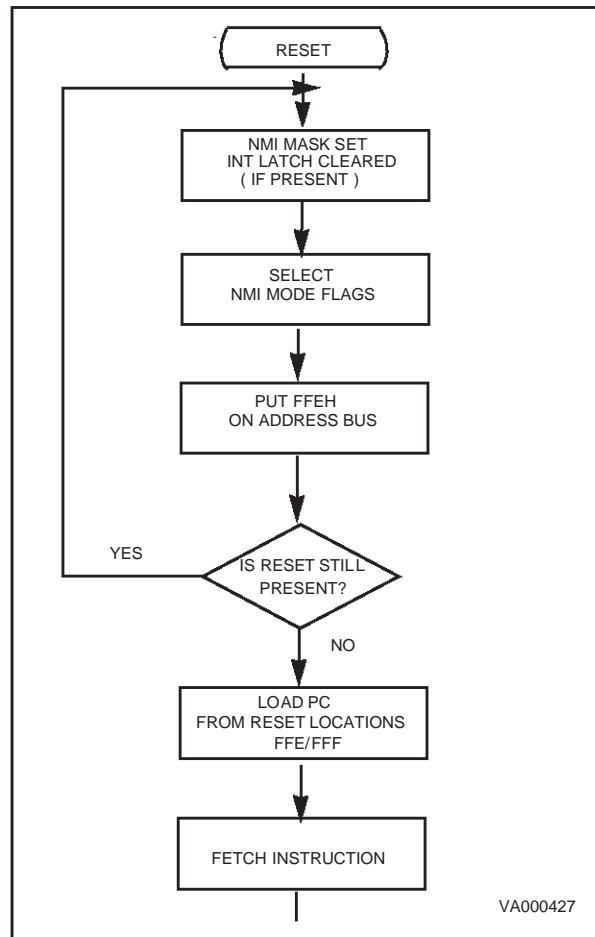 RESET
NMI MASK SET
INT LATCH CLEARED
( IF PRESENT )
SELECT
NMI MODE FLAGS
PUT FFEH
ON ADDRESS BUS
YES
IS RESET STILL
PRESENT?
NO
LOAD PC
FROM RESET LOCATIONS
FFE/FFF
FETCH INSTRUCTION
VA000427